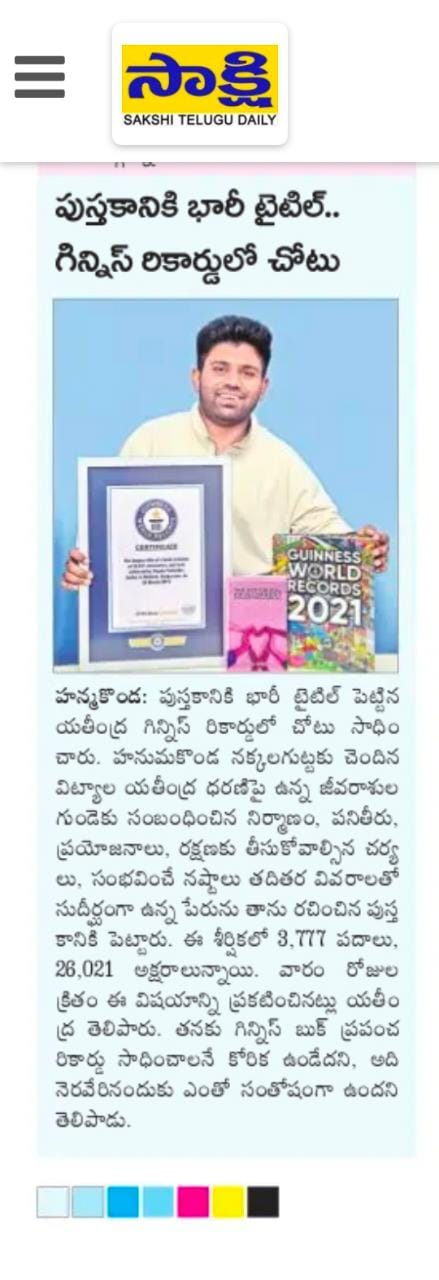 సాక్షి
SAKSHI TELUGU DAILY
పుస్తకానికి భారీ టైటిల్..
గిన్నిస్ రికార్డులో చోటు
CERTIFICATE
GUINNESS
WORLD
RECORDS
2021
హన్మకొండ: పుస్తకానికి భారీ టైటిల్ పెట్టిన
యతీంద్ర గిన్నిస్ రికార్డులో చోటు సాధిం
చారు. హనుమకొండ నక్కలగుట్టకు చెందిన
విట్యాల యతీంద్ర ధరణిపై ఉన్న జీవరాశుల
గుండెకు సంబంధించిన నిర్మాణం, పనితీరు,
ప్రయోజనాలు, రక్షణకు తీసుకోవాల్సిన చర్య
లు, సంభవించే నష్టాలు తదితర వివరాలతో
సుదీర్ఘంగా ఉన్న పేరును తాను రచించిన పుస్త
కానికి పెట్టారు. ఈ శీర్షికలో 3,777 పదాలు,
26,021 అక్షరాలున్నాయి. వారం రోజుల
క్రితం ఈ విషయాన్ని ప్రకటించినట్లు యతీం
ద్ర తెలిపారు. తనకు గిన్నిస్ బుక్ ప్రపంచ
రికార్డు సాధించాలనే కోరిక ఉండేదని, అది
నెరవేరినందుకు ఎంతో సంతోషంగా ఉందని
తెలిపాడు.